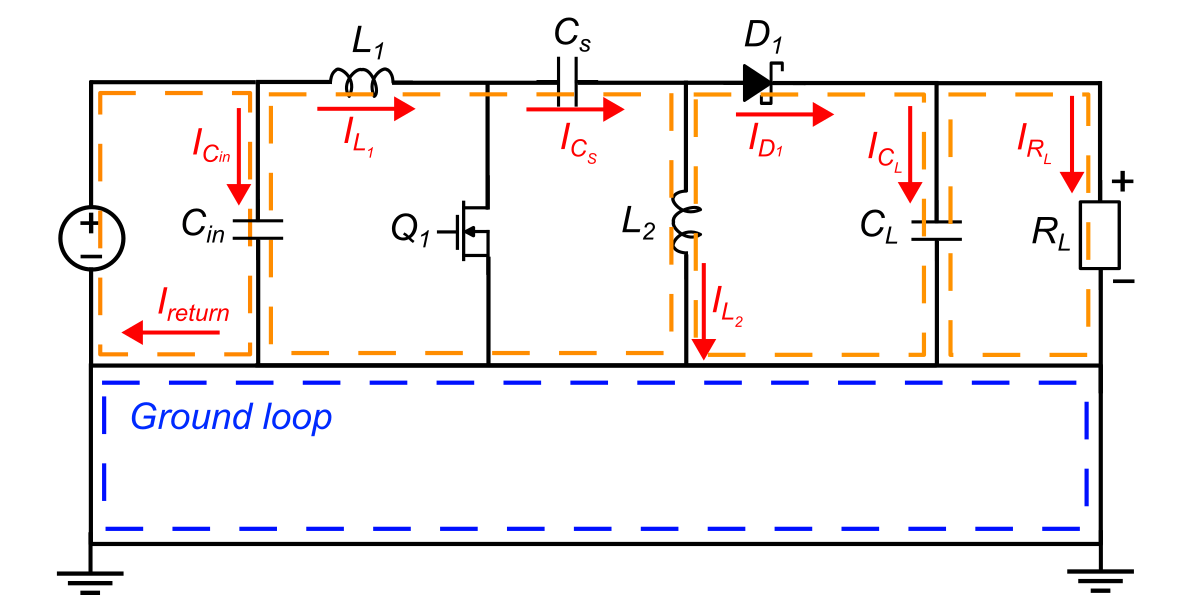 L1
Cs
D1
ICin
IL1
ICS
ID1
ICL
IRL
+
+
−
Cin
Q1
L2
CL
RL
−
Ireturn
IL2
Ground loop